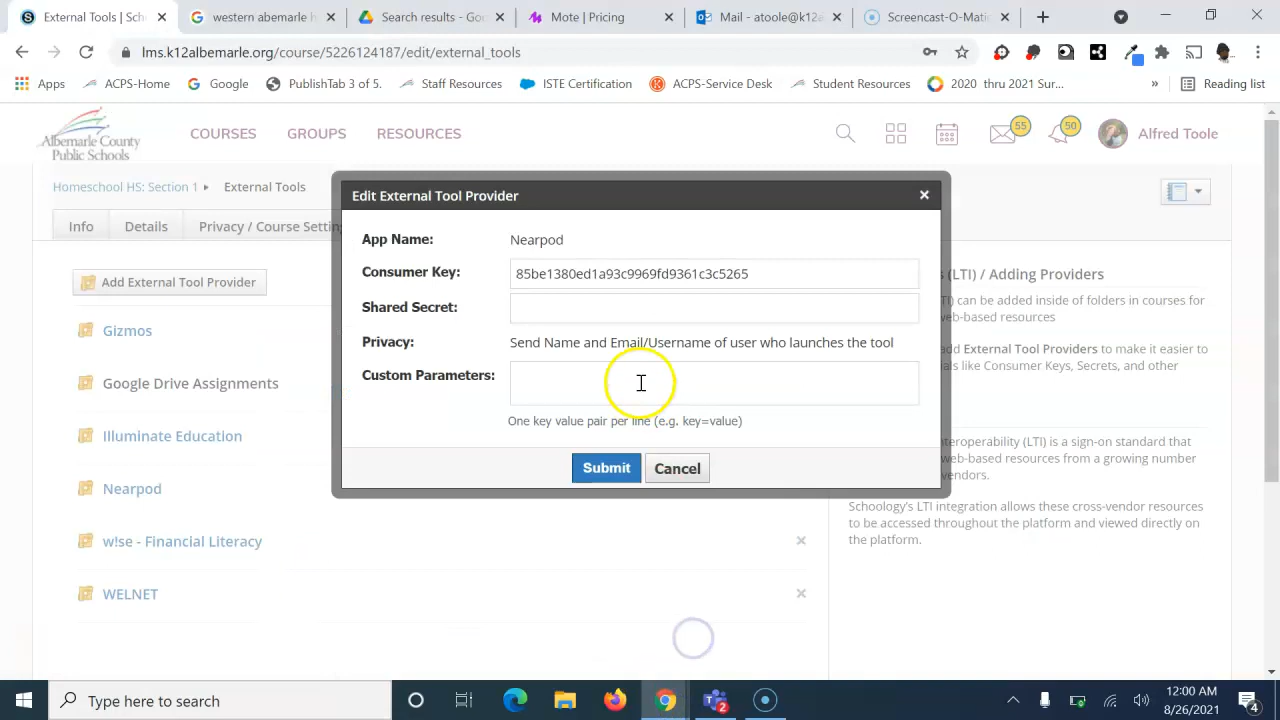 External Tools | Sch
western abemarle h
Search results - Goo
Mote | Pricing
Mail - atoole@k12
Screencast-O-Mati
lms.k12albemarle.org/course/5226124187/edit/external_tools
Apps
ACPS-Home
Google
PublishTab 3 of 5.
Staff Resources
ISTE Certification
ACPS-Service Desk
Student Resources
2020 thru 2021 Sur...
»
Reading list
Albemarle County
Public Schools
COURSES
GROUPS
RESOURCES
55
50
Alfred Toole
Homeschool HS: Section 1
External Tools
Info
Details
Privacy / Course Settin
Add External Tool Provider
Gizmos
Google Drive Assignments
Illuminate Education
Nearpod
w!se - Financial Literacy
WELNET
Edit External Tool Provider
App Name:
Nearpod
Consumer Key:
85be1380ed1a93c9969fd9361c3c5265
Shared Secret:
Privacy:
Send Name and Email/Username of user who launches the tool
Custom Parameters:
One key value pair per line (e.g. key=value)
Submit
Cancel
(LTI) / Adding Providers
TI) can be added inside of folders in courses for
web-based resources
add External Tool Providers to make it easier to
ials like Consumer Keys, Secrets, and other
eroperability (LTI) is a sign-on standard that
web-based resources from a growing number
vendors.
Schoology's LTI integration allows these cross-vendor resources
to be accessed throughout the platform and viewed directly on
the platform.
Type here to search
2
12:00 AM
8/26/2021
4